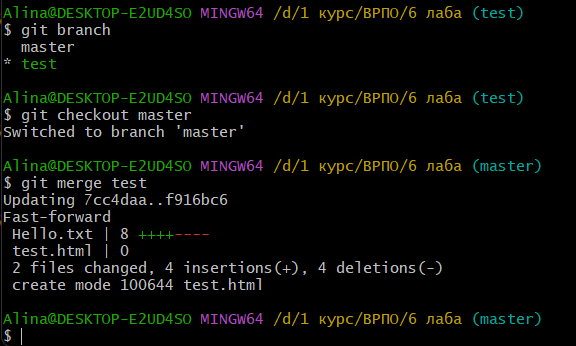 Alina@DESKTOP-E2UD4SO MINGW64 /d/1 курс/ВРПО/6 лаба (test)
$ git branch
  master
* test
Alina@DESKTOP-E2UD4SO MINGW64 /d/1 курс/ВРПО/6 лаба (test)
$ git checkout master
Switched to branch 'master'
Alina@DESKTOP-E2UD4SO MINGW64 /d/1 курс/ВРПО/6 лаба (master)
$ git merge test
Updating 7cc4daa..f916bc6
Fast-forward
 Hello.txt | 8 ++++----
 test.html | 0
 2 files changed, 4 insertions(+), 4 deletions(-)
 create mode 100644 test.html
Alina@DESKTOP-E2UD4SO MINGW64 /d/1 курс/ВРПО/6 лаба (master)
$